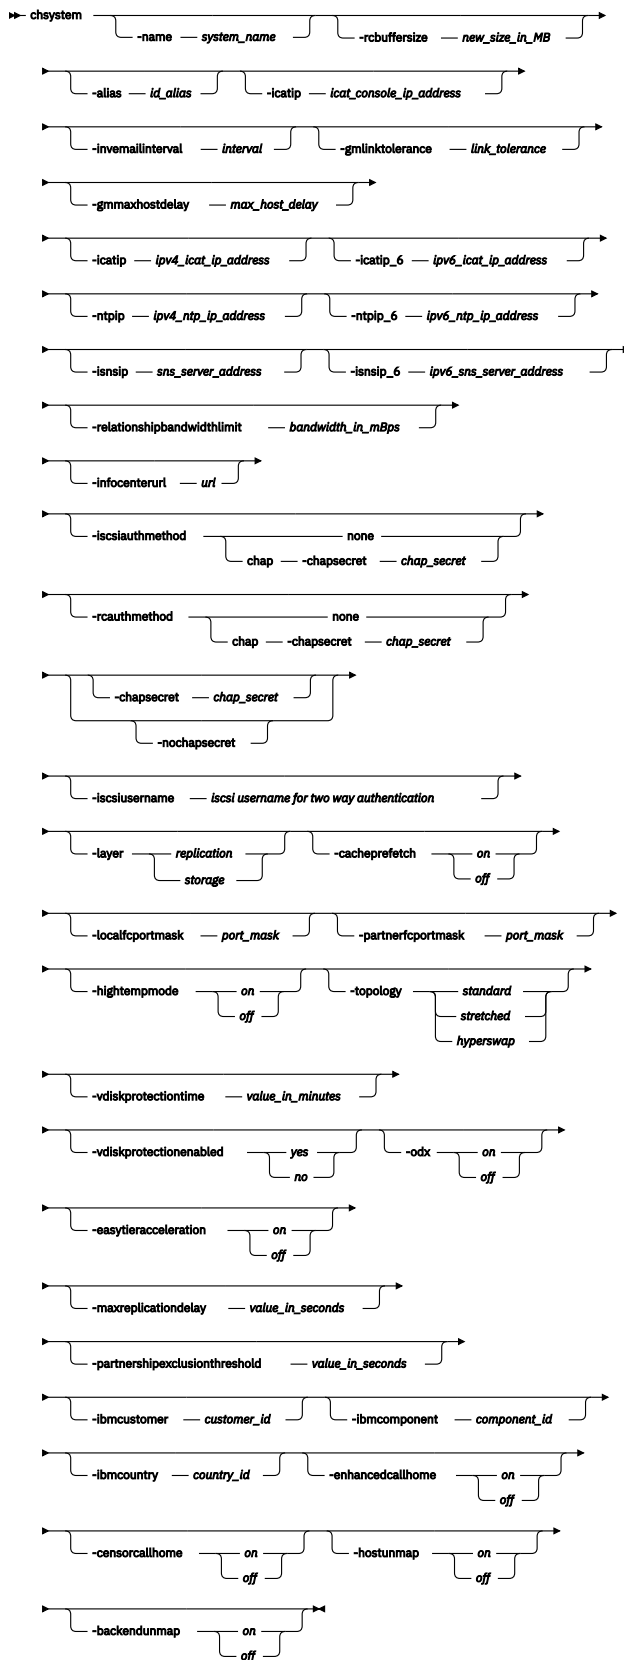 chsystem -name system_name -rcbuffersize new_size_in_MB
-alias id_alias -icatip icat_console_ip_address
-invemailinterval interval -gmlinktolerance link_tolerance
-gmmaxhostdelay max_host_delay
-icatip ipv4_icat_ip_address -icatip_6 ipv6_icat_ip_address
-ntpip ipv4_ntp_ip_address -ntpip_6 ipv6_ntp_ip_address
-isnsip sns_server_address -isnsip_6 ipv6_sns_server_address
-relationshipbandwidthlimit bandwidth_in_mBps
-infocenterurl url
-iscsiauthmethod none
chap -chapsecret chap_secret
-rcauthmethod none
chap -chapsecret chap_secret
-chapsecret chap_secret
-nochapsecret
-iscsiusername iscsi username for two way authentication
-layer replication -cacheprefetch on
storage off
-localfcportmask port_mask -partnerfcportmask port_mask
-hightempmode on -topology standard
off stretched
hyperswap
-vdiskprotectiontime value_in_minutes
-vdiskprotectionenabled yes -odx on
no off
-easytieracceleration on
off
-maxreplicationdelay value_in_seconds
-partnershipexclusionthreshold value_in_seconds
-ibmcustomer customer_id -ibmcomponent component_id
-ibmcountry country_id -enhancedcallhome on
off
-censorcallhome on -hostunmap on
off off
-backendunmap on
off